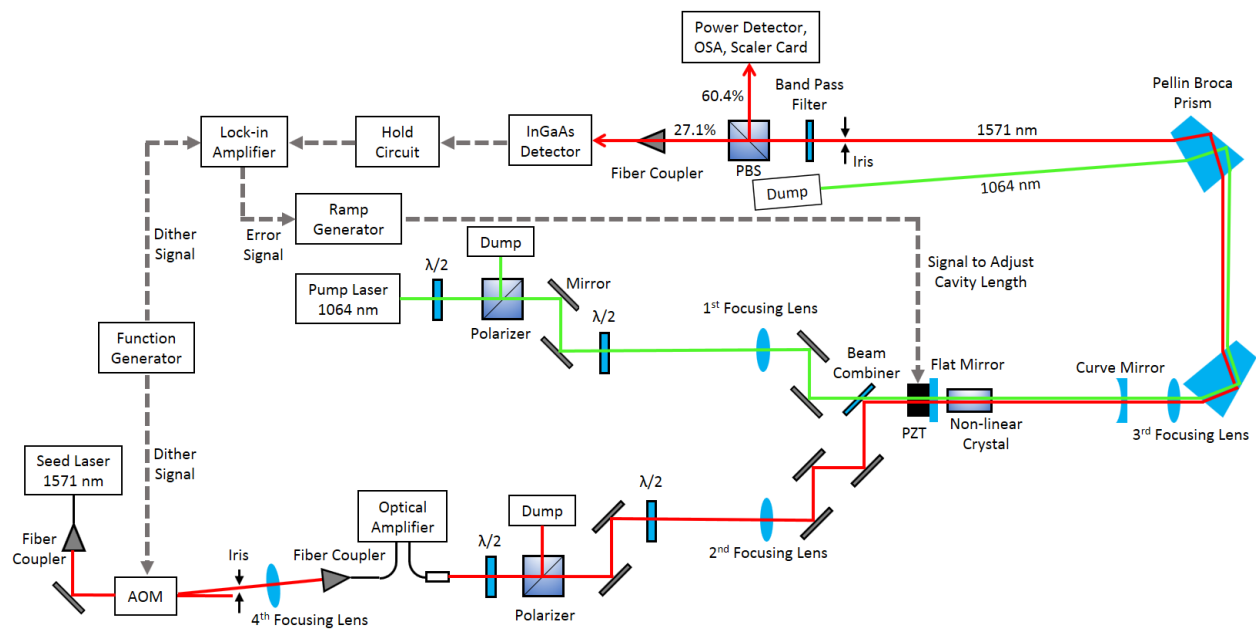 Power Detector,
OSA, Scaler Card
60.4%
Band Pass
Filter
Pellin Broca
Prism
Lock-in
Amplifier
Hold
Circuit
InGaAs
Detector
27.1%
1571 nm
Fiber Coupler
PBS
Iris
Dump
1064 nm
Dither
Signal
Error
Signal
Ramp
Generator
Dump
Signal to Adjust
Cavity Length
Pump Laser
1064 nm
λ/2
Mirror
Polarizer
λ/2
1st Focusing Lens
Function
Generator
Beam
Combiner
Flat Mirror
Curve Mirror
PZT
Non-linear
Crystal
3rd Focusing Lens
Seed Laser
1571 nm
Dither
Signal
Optical
Amplifier
Dump
λ/2
Fiber
Coupler
Iris
Fiber Coupler
λ/2
2nd Focusing Lens
AOM
4th Focusing Lens
Polarizer